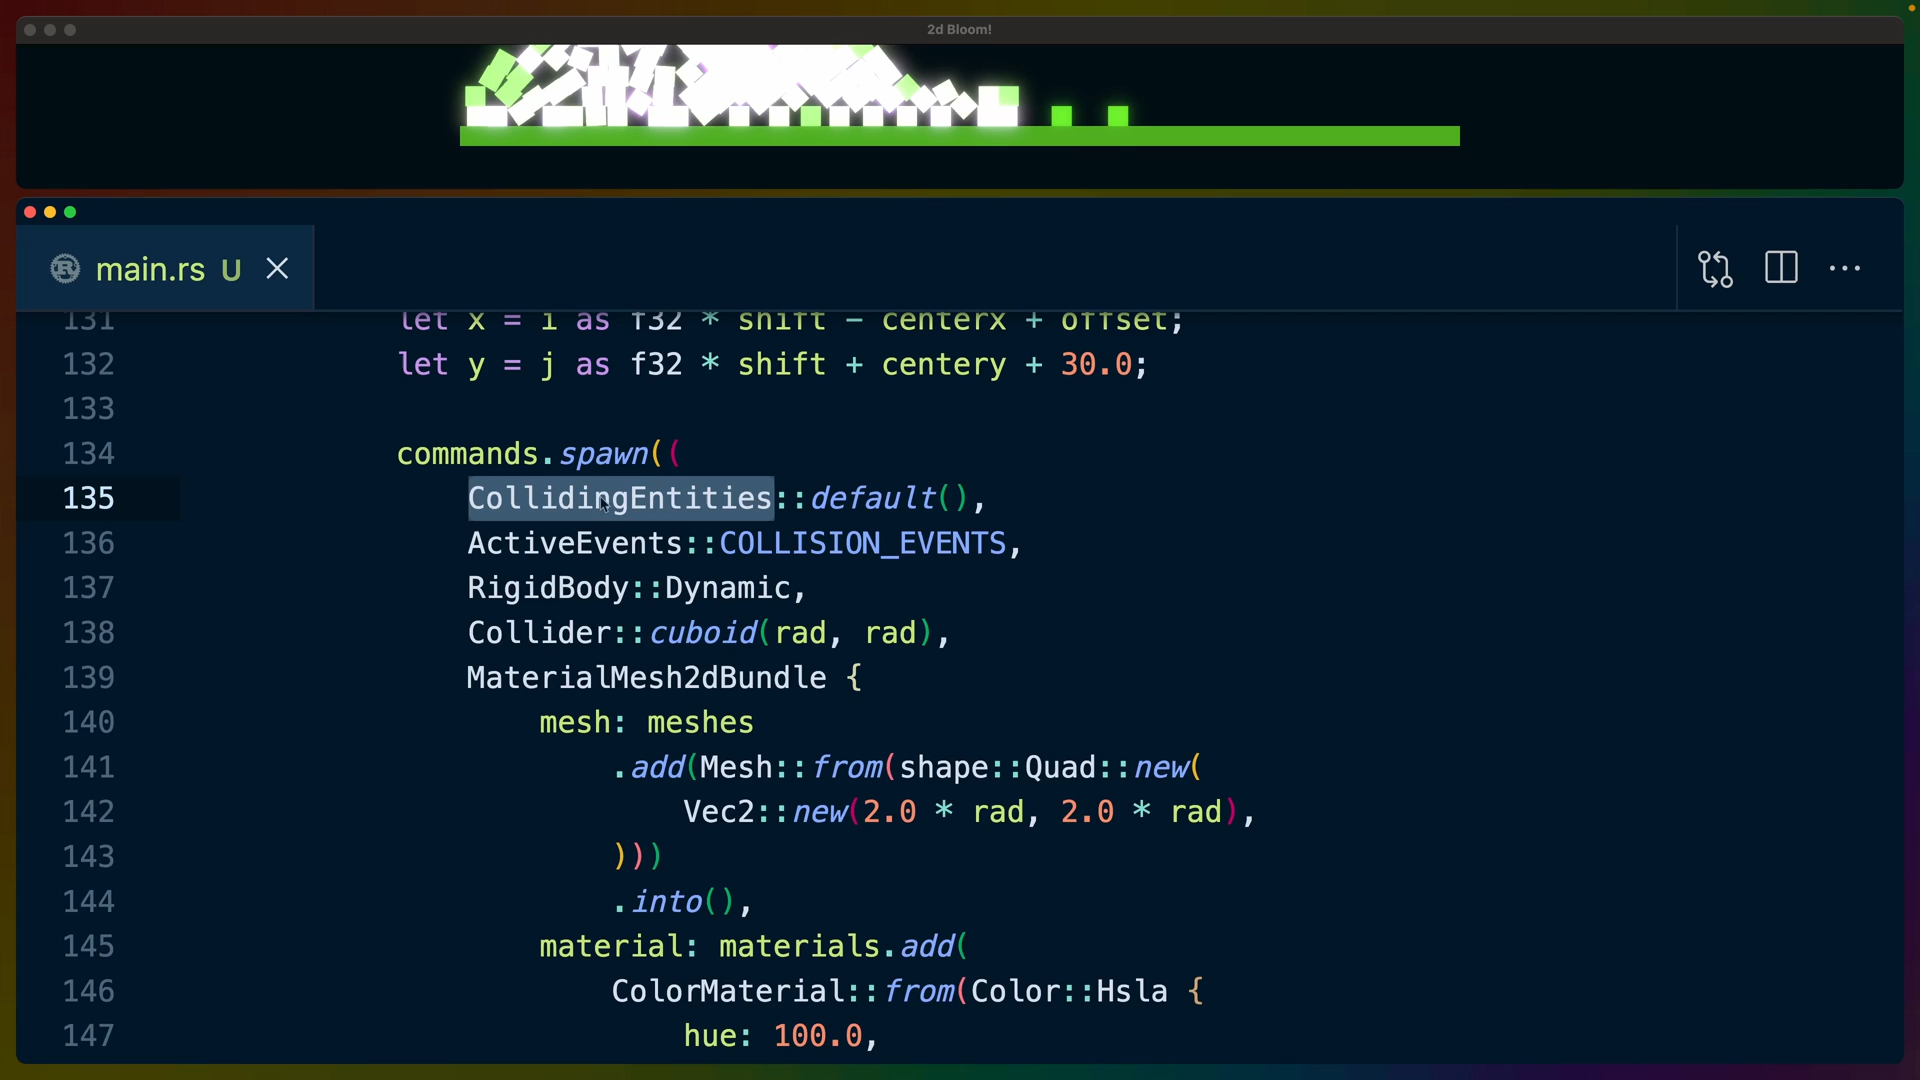 2d Bloom!
main.rs U
131 let x = i as f32 * shift - centerx + offset;
132 let y = j as f32 * shift + centery + 30.0;
133
134 commands.spawn((
135 CollidingEntities::default(),
136 ActiveEvents::COLLISION_EVENTS,
137 RigidBody::Dynamic,
138 Collider::cuboid(rad, rad),
139 MaterialMesh2dBundle {
140 mesh: meshes
141 .add(Mesh::from(shape::Quad::new(
142 Vec2::new(2.0 * rad, 2.0 * rad),
143 )))
144 .into(),
145 material: materials.add(
146 ColorMaterial::from(Color::Hsla {
147 hue: 100.0,